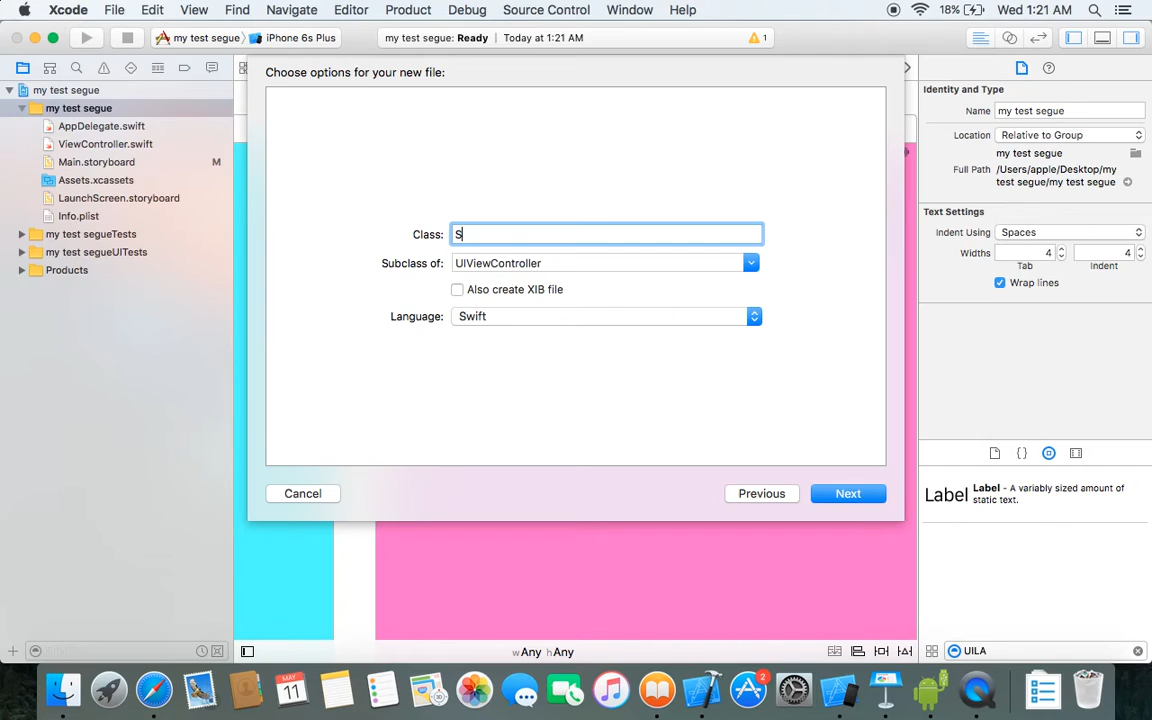 Xcode File Edit View Find Navigate Editor Product Debug Source Control Window Help 18% Wed 1:21 AM
my test segue iPhone 6s Plus my test segue: Ready Today at 1:21 AM 1
Choose options for your new file:
my test segue
my test segue
AppDelegate.swift
ViewController.swift
Main.storyboard M
Assets.xcassets
LaunchScreen.storyboard
Info.plist
my test segueTests
my test segueUITests
Products
Class: S
Subclass of: UIViewController
Also create XIB file
Language: Swift
Cancel Previous Next
Identity and Type
Name my test segue
Location Relative to Group
my test segue
Full Path /Users/apple/Desktop/my
test segue/my test segue
Text Settings
Indent Using Spaces
Widths 4 4
Tab Indent
Wrap lines
Label Label - A variably sized amount of
static text.
wAny hAny
UILA
MAY
11
2